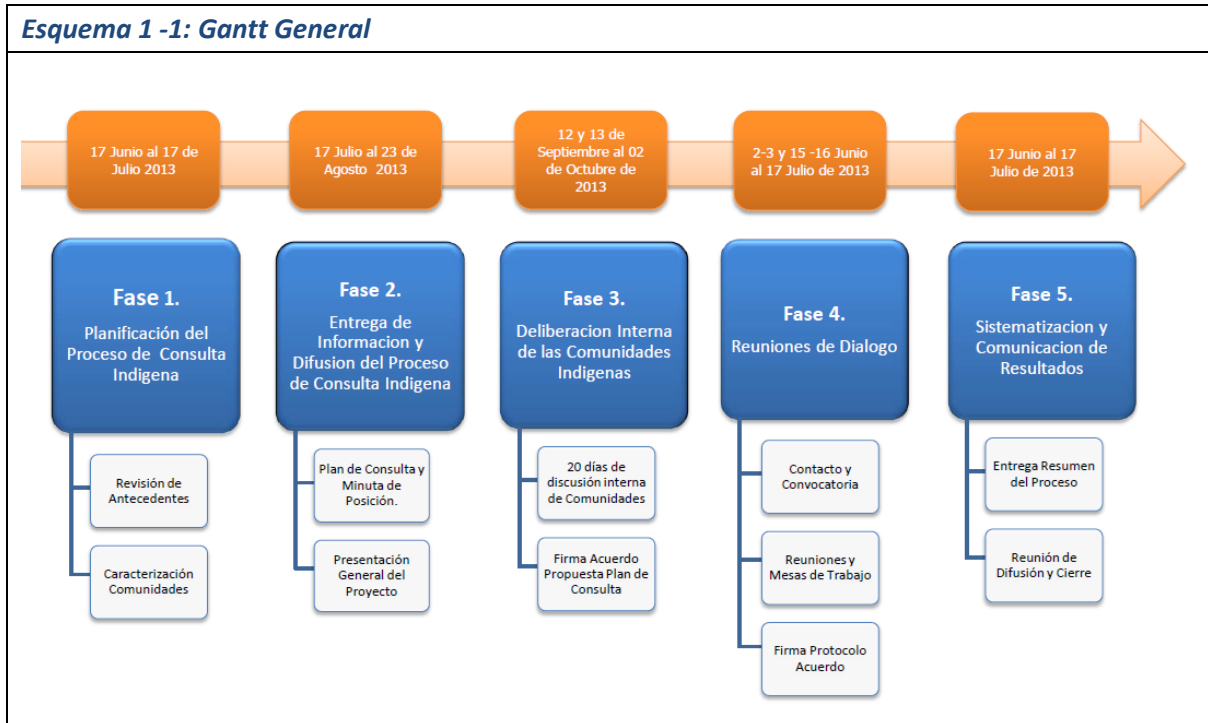 Esquema 1 -1: Gantt General
17 Junio al 17 de
Julio 2013
17 Julio al 23 de
Agosto 2013
12 y 13 de
Septiembre al 02
de Octubre de
2013
2-3 y 15 -16 Junio
al 17 Julio de 2013
17 Junio al 17
Julio de 2013
Fase 1.
Planificación del
Proceso de Consulta
Indigena
Revisión de
Antecedentes
Caracterización
Comunidades
Fase 2.
Entrega de
Informacion y
Difusion del Proceso
de Consulta Indigena
Plan de Consulta y
Minuta de
Posición.
Presentación
General del
Proyecto
Fase 3.
Deliberacion Interna
de las Comunidades
Indigenas
20 días de
discusión interna
de Comunidades
Firma Acuerdo
Propuesta Plan de
Consulta
Fase 4.
Reuniones de Dialogo
Contacto y
Convocatoria
Reuniones y
Mesas de Trabajo
Firma Protocolo
Acuerdo
Fase 5.
Sistematizacion y
Comunicacion de
Resultados
Entrega Resumen
del Proceso
Reunión de
Difusión y Cierre